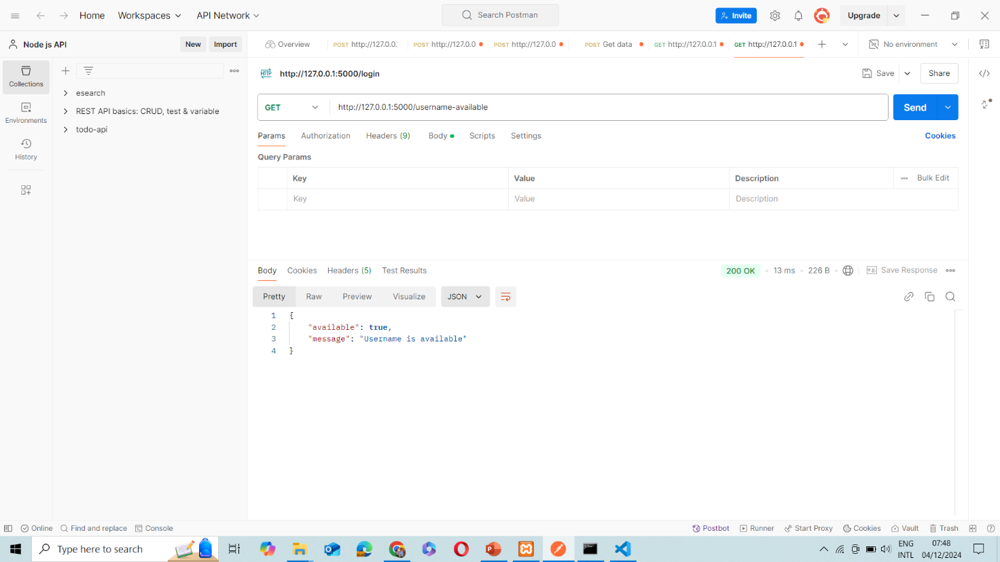 Home
Workspaces
API Network
Search Postman
Invite
Upgrade
Node js API
New
Import
Overview
POST http://127.0.0.
POST http://127.0.0
POST http://127.0.0
POST Get data
GET http://127.0.0.1
GET http://127.0.0.1
No environment
Collections
Environments
History
esearch
REST API basics: CRUD, test & variable
todo-api
HTTP
http://127.0.0.1:5000/login
Save
Share
GET
http://127.0.0.1:5000/username-available
Send
Params
Authorization
Headers (9)
Body
Scripts
Settings
Cookies
Query Params
Key
Value
Description
Bulk Edit
Key
Value
Description
Body
Cookies
Headers (5)
Test Results
200 OK
13 ms
226 B
e.g.
Save Response
Pretty
Raw
Preview
Visualize
JSON
1 {
2 "available": true,
3 "message": "Username is available"
4 }
Online
Find and replace
Console
Postbot
Runner
Start Proxy
Cookies
Vault
Trash
Type here to search
ENG
INTL
07:48
04/12/2024